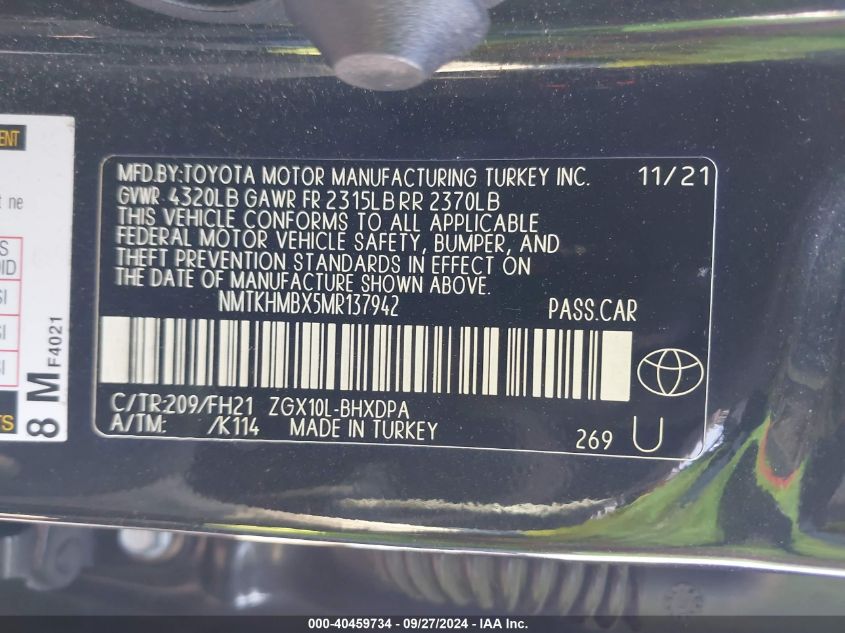 MFD.BY:TOYOTA MOTOR MANUFACTURING TURKEY INC. 11/21
GVWR 4320LB GAWR FR 2315LB RR 2370LB
THIS VEHICLE CONFORMS TO ALL APPLICABLE
FEDERAL MOTOR VEHICLE SAFETY, BUMPER, AND
THEFT PREVENTION STANDARDS IN EFFECT ON
THE DATE OF MANUFACTURE SHOWN ABOVE.
NMTKHMBX5MR137942 PASS.CAR
C/TR:209/FH21 ZGX10L-BHXDPA
A/TM: /K114 MADE IN TURKEY 269 U
8 M F4021
000-40459734 — 09/27/2024 — IAA Inc.